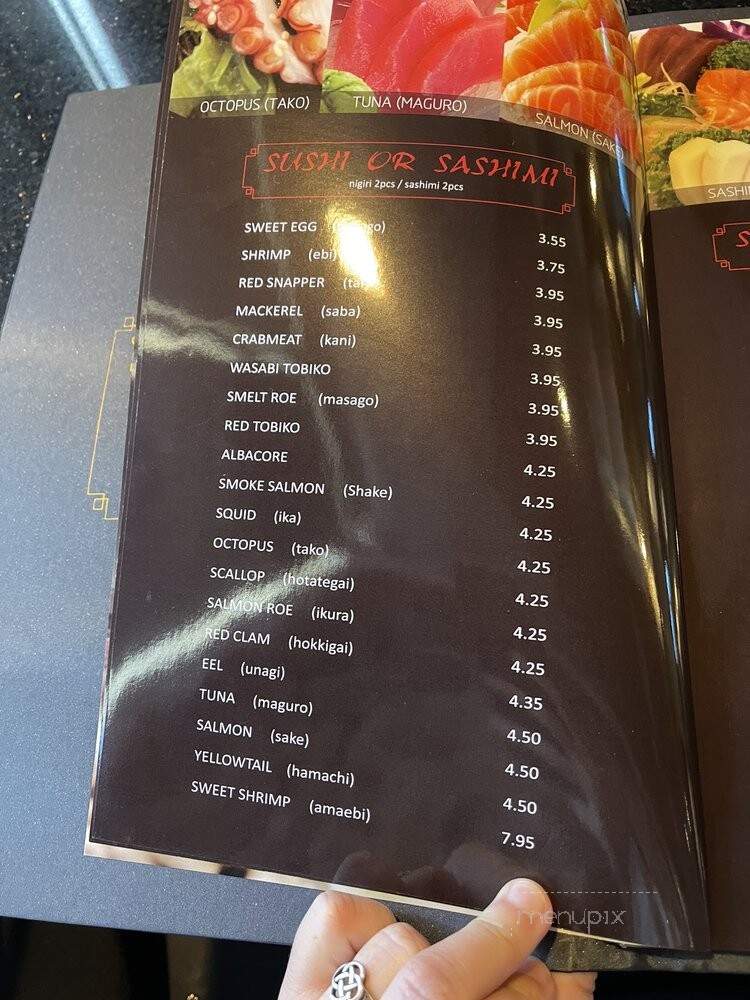 OCTOPUS (TAKO) TUNA (MAGURO) SALMON (SAKE)
SUSHI OR SASHIMI
nigiri 2pcs / sashimi 2pcs
SWEET EGG 3.55
SHRIMP (ebi) 3.75
RED SNAPPER 3.95
MACKEREL (saba) 3.95
CRABMEAT (kani) 3.95
WASABI TOBIKO 3.95
SMELT ROE (masago) 3.95
RED TOBIKO 3.95
ALBACORE 4.25
SMOKE SALMON (Shake) 4.25
SQUID (ika) 4.25
OCTOPUS (tako) 4.25
SCALLOP (hotategai) 4.25
SALMON ROE (ikura) 4.25
RED CLAM (hokkigai) 4.25
EEL (unagi) 4.35
TUNA (maguro) 4.50
SALMON (sake) 4.50
YELLOWTAIL (hamachi) 4.50
SWEET SHRIMP (amaebi) 7.95
menupix